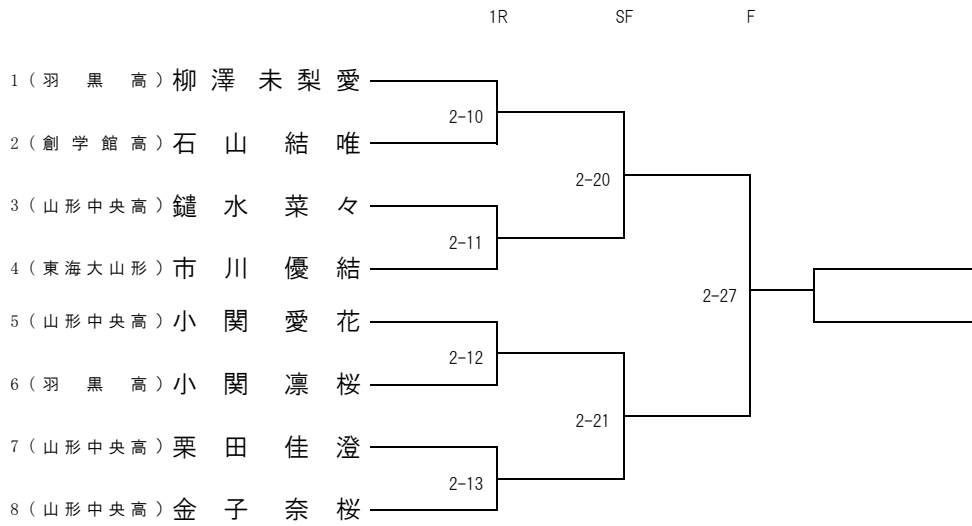 1R SF F
1(羽黒高)柳澤未梨愛
2-10
2(創学館高)石山結唯
2-20
3(山形中央高)鑓水菜々
2-11
4(東海大山形)市川優結
2-27
5(山形中央高)小関愛花
2-12
6(羽黒高)小関凛桜
2-21
7(山形中央高)栗田佳澄
2-13
8(山形中央高)金子奈桜